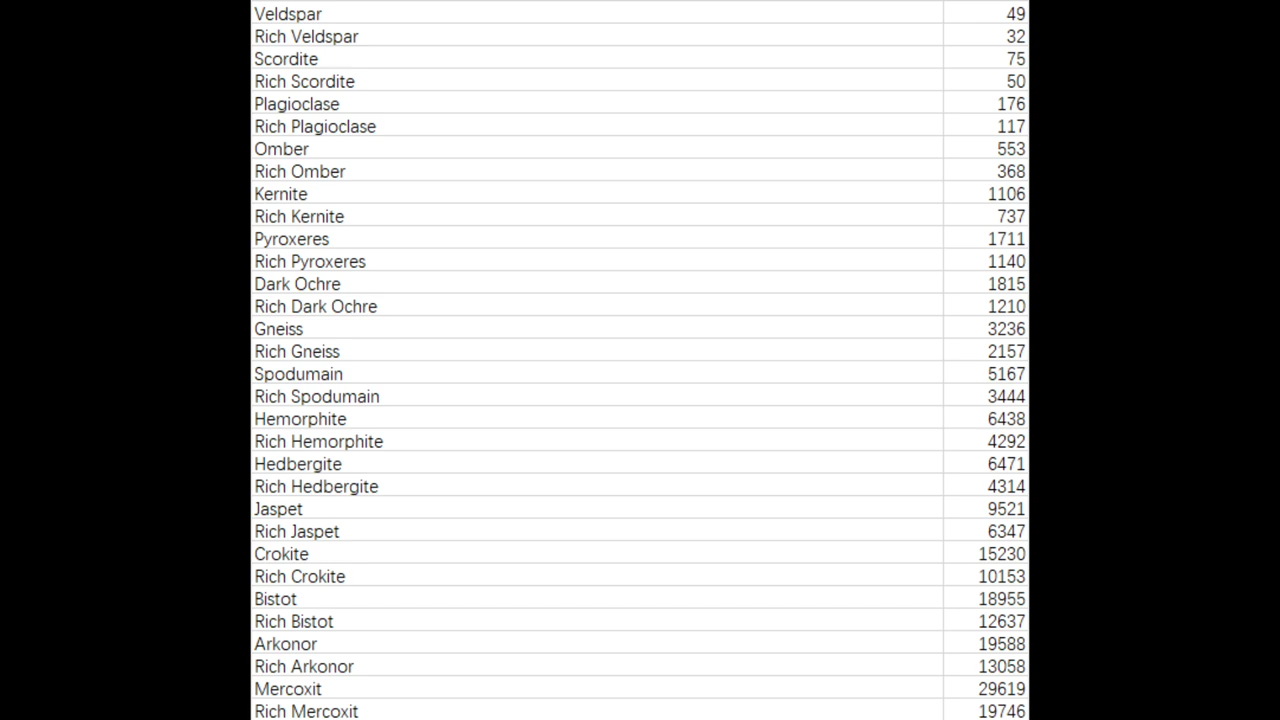 Veldspar 49
Rich Veldspar 32
Scordite 75
Rich Scordite 50
Plagioclase 176
Rich Plagioclase 117
Omber 553
Rich Omber 368
Kernite 1106
Rich Kernite 737
Pyroxeres 1711
Rich Pyroxeres 1140
Dark Ochre 1815
Rich Dark Ochre 1210
Gneiss 3236
Rich Gneiss 2157
Spodumain 5167
Rich Spodumain 3444
Hemorphite 6438
Rich Hemorphite 4292
Hedbergite 6471
Rich Hedbergite 4314
Jaspet 9521
Rich Jaspet 6347
Crokite 15230
Rich Crokite 10153
Bistot 18955
Rich Bistot 12637
Arkonor 19588
Rich Arkonor 13058
Mercoxit 29619
Rich Mercoxit 19746